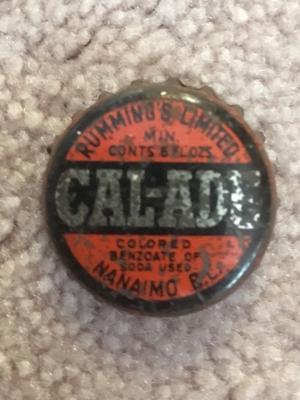 RUMMING'S LIMITED
MIN.
CONTS 6 FL. OZS.
CAL-ADE
COLORED
BENZOATE OF
SODA USED
NANAIMO B.C.